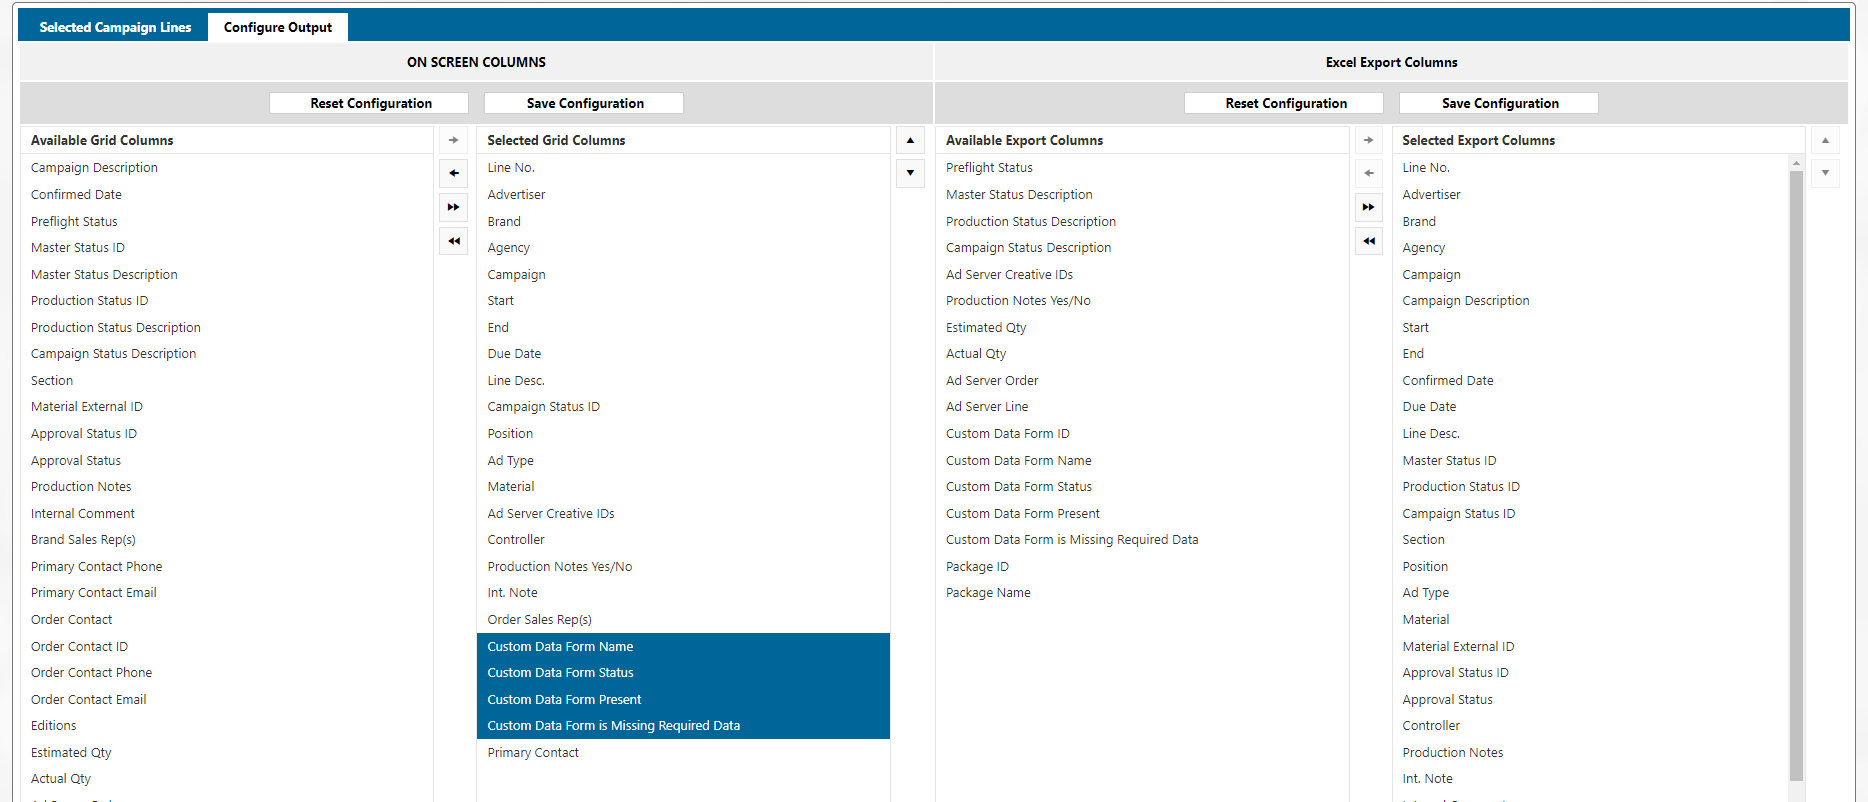 Selected Campaign Lines
Configure Output
ON SCREEN COLUMNS
Excel Export Columns
Reset Configuration
Save Configuration
Reset Configuration
Save Configuration
Available Grid Columns
Campaign Description
Confirmed Date
Preflight Status
Master Status ID
Master Status Description
Production Status ID
Production Status Description
Campaign Status Description
Section
Material External ID
Approval Status ID
Approval Status
Production Notes
Internal Comment
Brand Sales Rep(s)
Primary Contact Phone
Primary Contact Email
Order Contact
Order Contact ID
Order Contact Phone
Order Contact Email
Editions
Estimated Qty
Actual Qty
Selected Grid Columns
Line No.
Advertiser
Brand
Agency
Campaign
Start
End
Due Date
Line Desc.
Campaign Status ID
Position
Ad Type
Material
Ad Server Creative IDs
Controller
Production Notes Yes/No
Int. Note
Order Sales Rep(s)
Custom Data Form Name
Custom Data Form Status
Custom Data Form Present
Custom Data Form is Missing Required Data
Primary Contact
Available Export Columns
Preflight Status
Master Status Description
Production Status Description
Campaign Status Description
Ad Server Creative IDs
Production Notes Yes/No
Estimated Qty
Actual Qty
Ad Server Order
Ad Server Line
Custom Data Form ID
Custom Data Form Name
Custom Data Form Status
Custom Data Form Present
Custom Data Form is Missing Required Data
Package ID
Package Name
Selected Export Columns
Line No.
Advertiser
Brand
Agency
Campaign
Campaign Description
Start
End
Confirmed Date
Due Date
Line Desc.
Master Status ID
Production Status ID
Campaign Status ID
Section
Position
Ad Type
Material
Material External ID
Approval Status ID
Approval Status
Controller
Production Notes
Int. Note